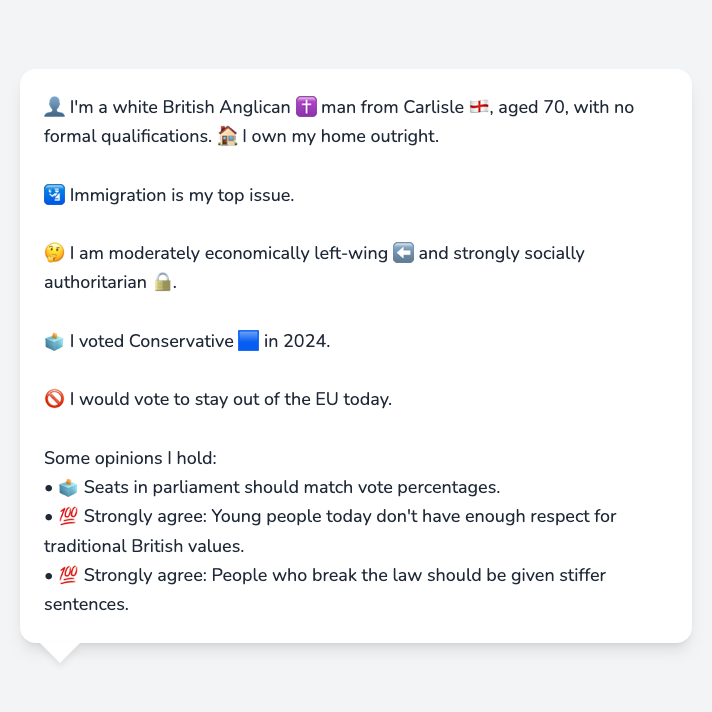 👤 I'm a white British Anglican ✝️ man from Carlisle 🏴󠁧󠁢󠁥󠁮󠁧󠁿, aged 70, with no
formal qualifications. 🏠 I own my home outright.
🛂 Immigration is my top issue.
🤔 I am moderately economically left-wing ⬅️ and strongly socially
authoritarian 🔒.
🗳️ I voted Conservative 🟦 in 2024.
🚫 I would vote to stay out of the EU today.
Some opinions I hold:
• 🗳️ Seats in parliament should match vote percentages.
• 💯 Strongly agree: Young people today don't have enough respect for
traditional British values.
• 💯 Strongly agree: People who break the law should be given stiffer
sentences.